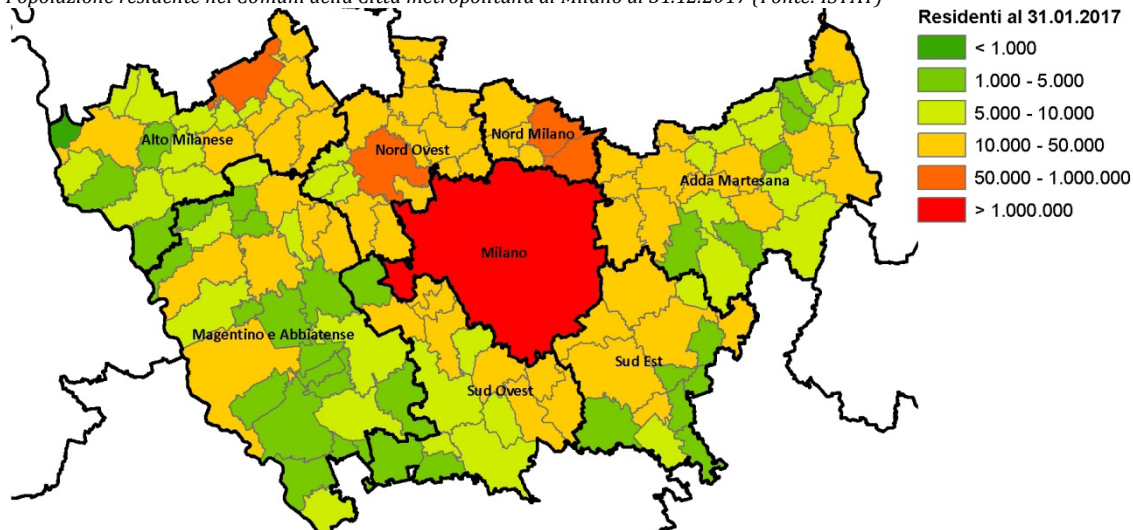 Popolazione residente nei Comuni della Città metropolitana di Milano al 31.12.2017 (Fonte: ISTAT)
Residenti al 31.01.2017
< 1.000
1.000 - 5.000
5.000 - 10.000
10.000 - 50.000
50.000 - 1.000.000
> 1.000.000
Alto Milanese
Nord Ovest
Nord Milano
Adda Martesana
Milano
Magentino e Abbiatense
Sud Ovest
Sud Est